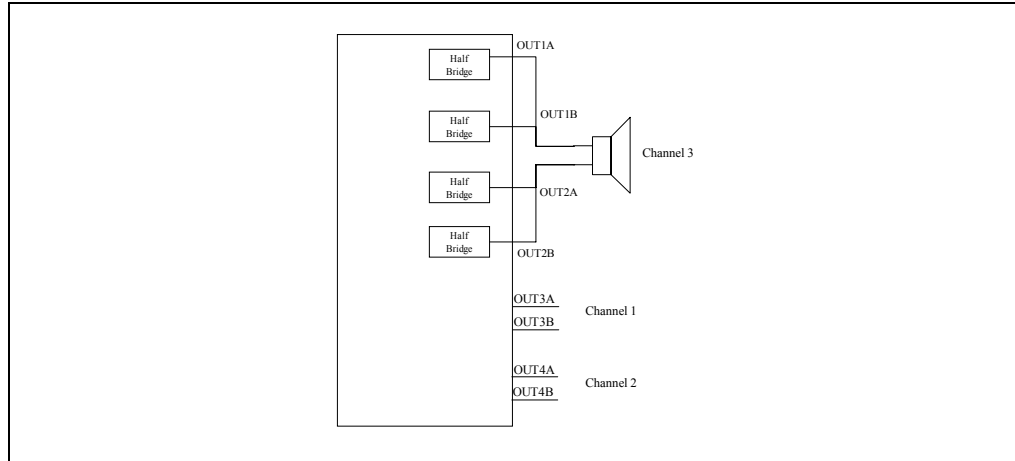 OUT1A
Half
Bridge
OUT1B
Half
Bridge
Channel 3
Half
Bridge
OUT2A
Half
Bridge
OUT2B
OUT3A
Channel 1
OUT3B
OUT4A
Channel 2
OUT4B